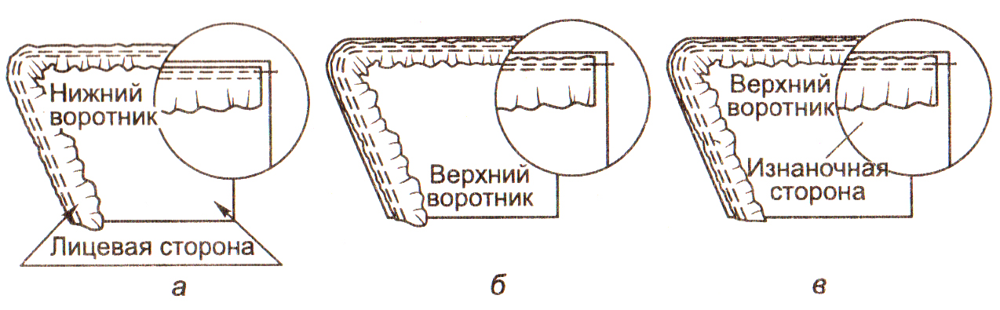 Нижний
воротник
Лицевая сторона
а
Верхний
воротник
б
Верхний
воротник
Изнаночная
сторона
в